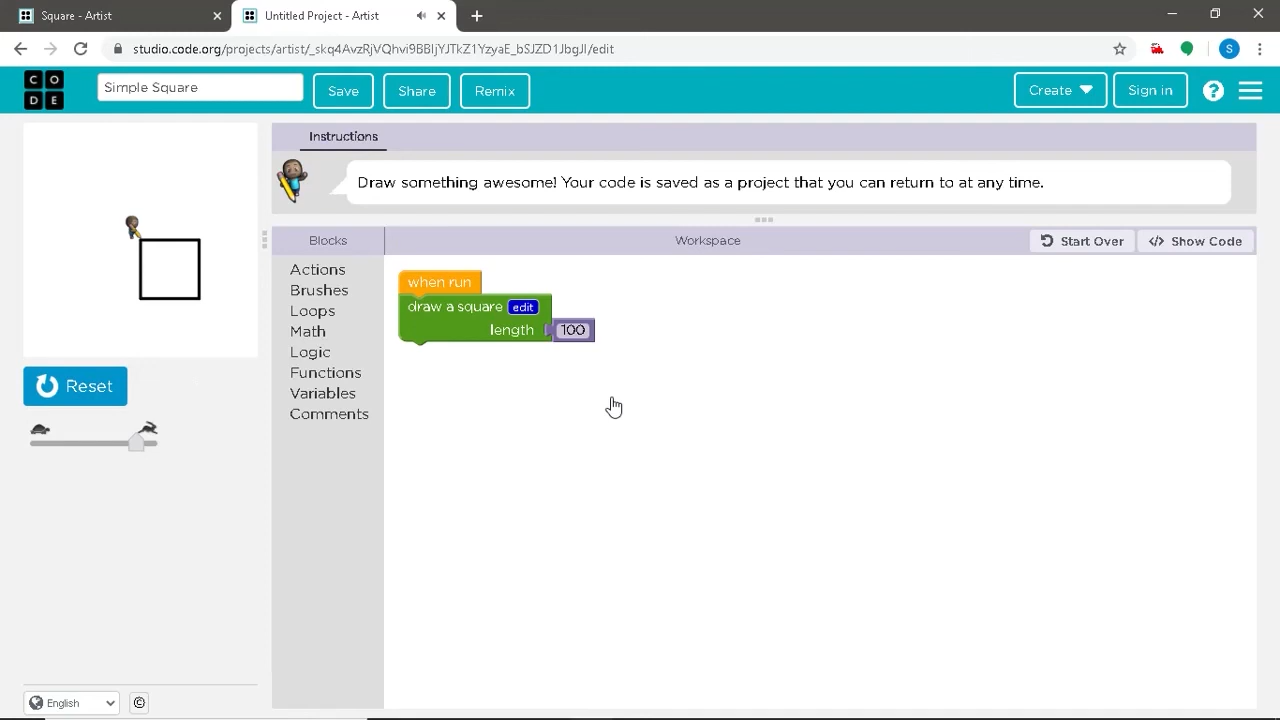 Square - Artist
Untitled Project - Artist
studio.code.org/projects/artist/_skq4AvzRjVQhvi9BBIjYJTkZ1YzyaE_bSJZD1JbgJI/edit
S
C O
D E
Simple Square
Save
Share
Remix
Create
Sign in
?
Instructions
Draw something awesome! Your code is saved as a project that you can return to at any time.
Blocks
Workspace
Start Over
</> Show Code
Actions
Brushes
Loops
Math
Logic
Functions
Variables
Comments
when run
draw a square edit
length 100
Reset
English
©